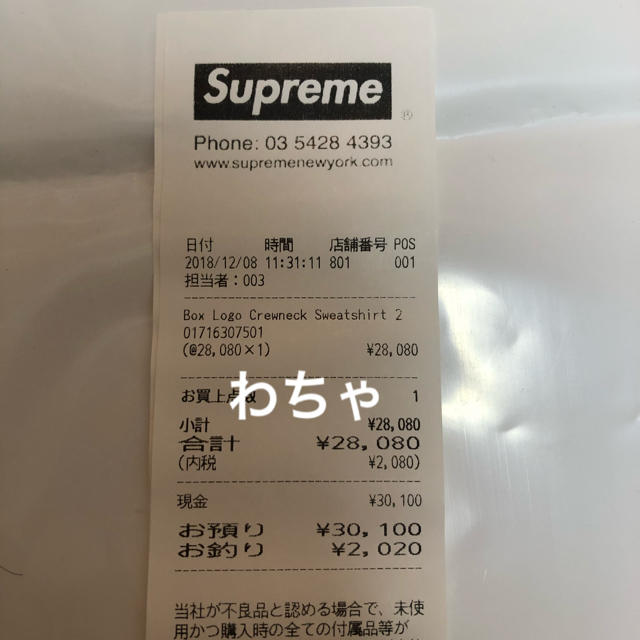 Supreme
®
Phone: 03 5428 4393
www.supremenewyork.com
日付 時間 店舗番号 POS
2018/12/08 11:31:11 801 001
担当者：003
Box Logo Crewneck Sweatshirt 2
01716307501
(@28,080×1) ¥28,080
お買上点数 1
わちゃ
小計 ¥28,080
合計 ¥28,080
(内税 ¥2,080)
現金 ¥30,100
お預り ¥30,100
お釣り ¥2,020
当社が不良品と認める場合で、未使
用かつ購入時の全ての付属品等が